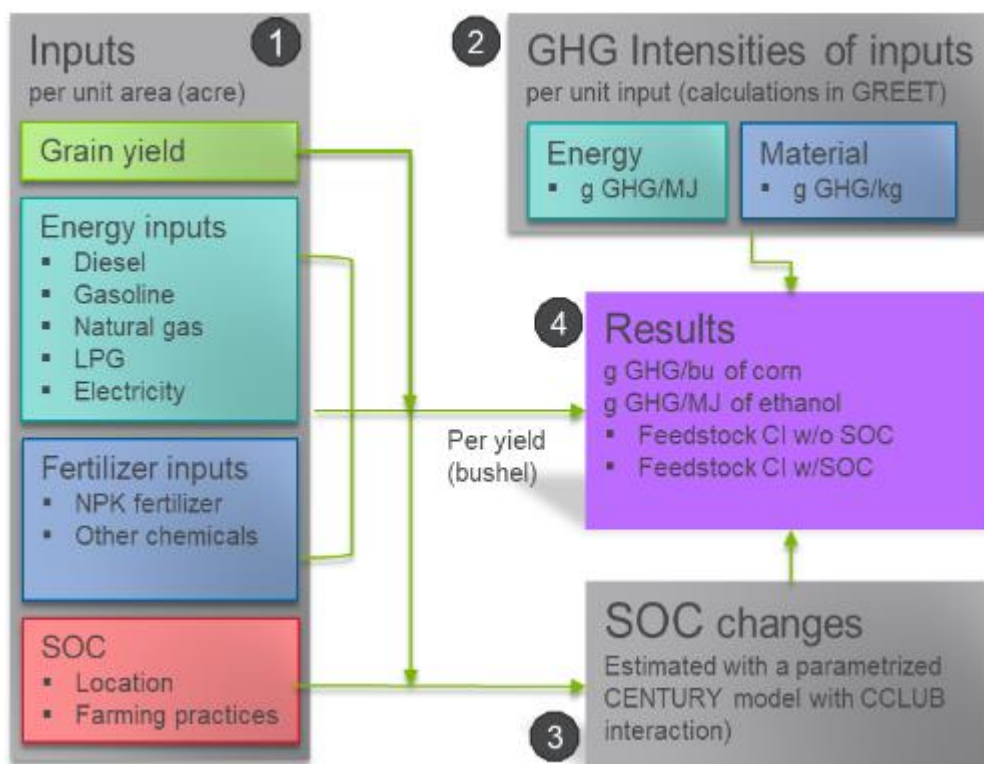 Inputs
1
per unit area (acre)
Grain yield
Energy inputs
▪ Diesel
▪ Gasoline
▪ Natural gas
▪ LPG
▪ Electricity
Fertilizer inputs
▪ NPK fertilizer
▪ Other chemicals
SOC
▪ Location
▪ Farming practices
2
GHG Intensities of inputs
per unit input (calculations in GREET)
Energy
▪ g GHG/MJ
Material
▪ g GHG/kg
Per yield
(bushel)
4
Results
g GHG/bu of corn
g GHG/MJ of ethanol
▪ Feedstock CI w/o SOC
▪ Feedstock CI w/SOC
SOC changes
Estimated with a parametrized
CENTURY model with CCLUB
interaction)
3